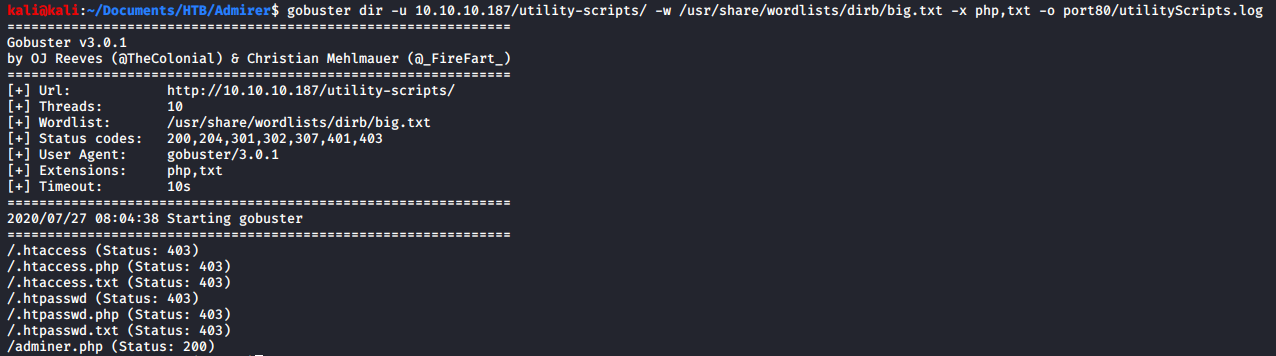 kali@kali:~/Documents/HTB/Admirer$ gobuster dir -u 10.10.10.187/utility-scripts/ -w /usr/share/wordlists/dirb/big.txt -x php,txt -o port80/utilityScripts.log
===============================================================
Gobuster v3.0.1
by OJ Reeves (@TheColonial) & Christian Mehlmauer (@_FireFart_)
===============================================================
[+] Url:            http://10.10.10.187/utility-scripts/
[+] Threads:        10
[+] Wordlist:       /usr/share/wordlists/dirb/big.txt
[+] Status codes:   200,204,301,302,307,401,403
[+] User Agent:     gobuster/3.0.1
[+] Extensions:     php,txt
[+] Timeout:        10s
===============================================================
2020/07/27 08:04:38 Starting gobuster
===============================================================
/.htaccess (Status: 403)
/.htaccess.php (Status: 403)
/.htaccess.txt (Status: 403)
/.htpasswd (Status: 403)
/.htpasswd.php (Status: 403)
/.htpasswd.txt (Status: 403)
/adminer.php (Status: 200)